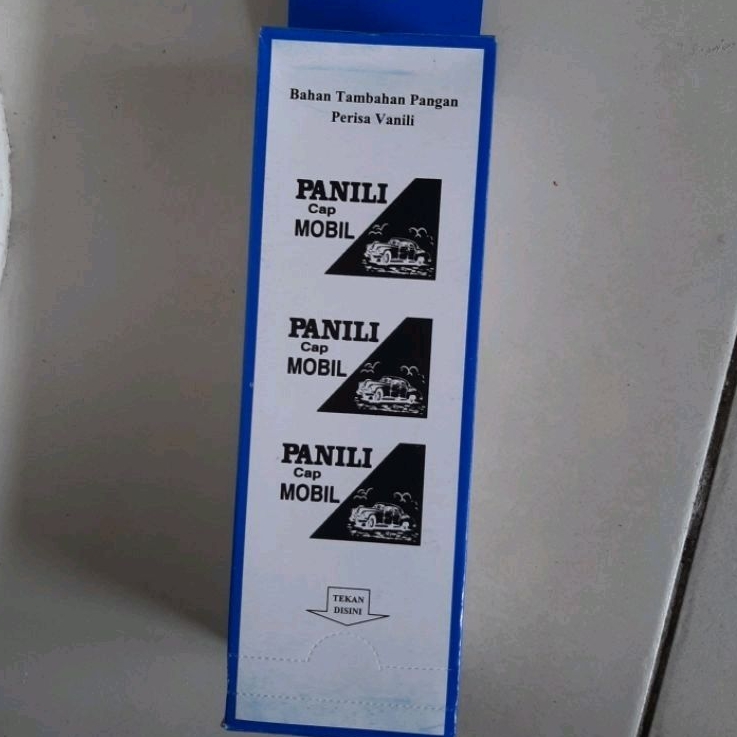 Bahan Tambahan Pangan
Perisa Vanili
PANILI
Cap
MOBIL
PANILI
Cap
MOBIL
PANILI
Cap
MOBIL
TEKAN
DISINI